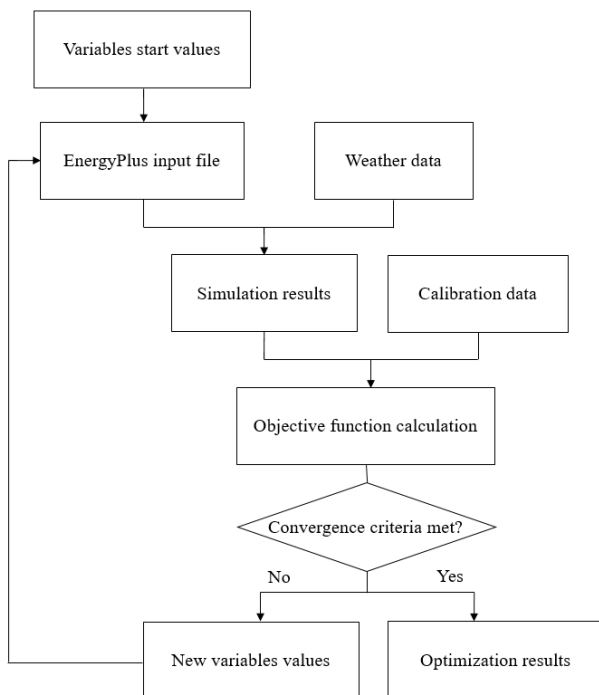 Variables start values
EnergyPlus input file
Weather data
Simulation results
Calibration data
Objective function calculation
Convergence criteria met?
No
Yes
New variables values
Optimization results